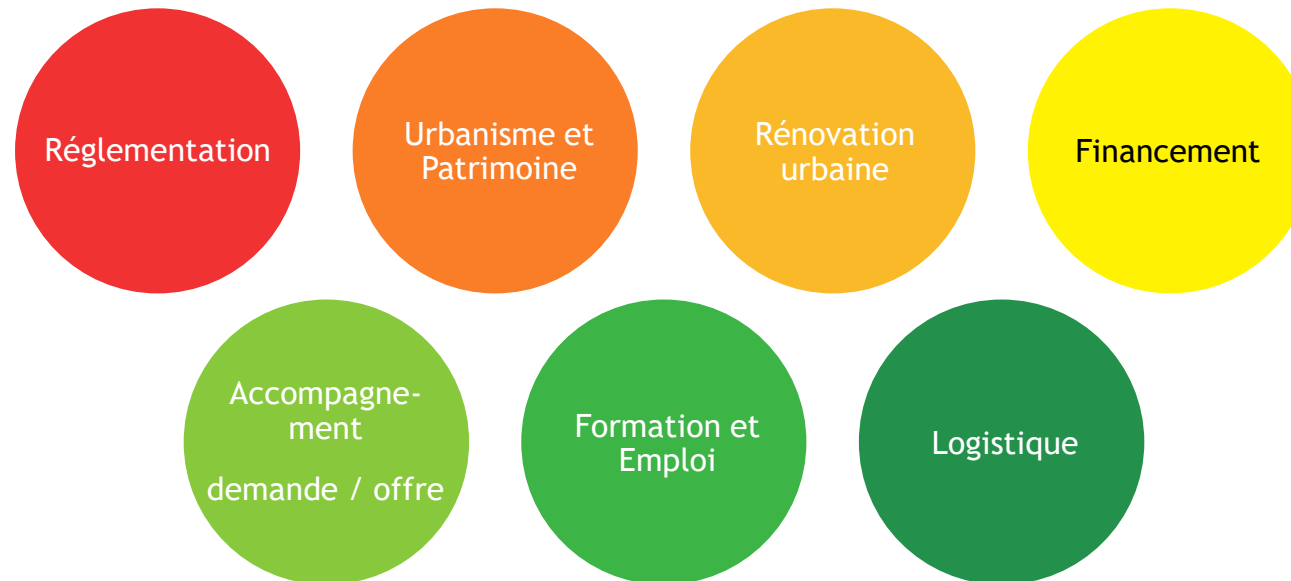 Réglementation
Urbanisme et
Patrimoine
Rénovation
urbaine
Financement
Accompagne-
ment
demande / offre
Formation et
Emploi
Logistique